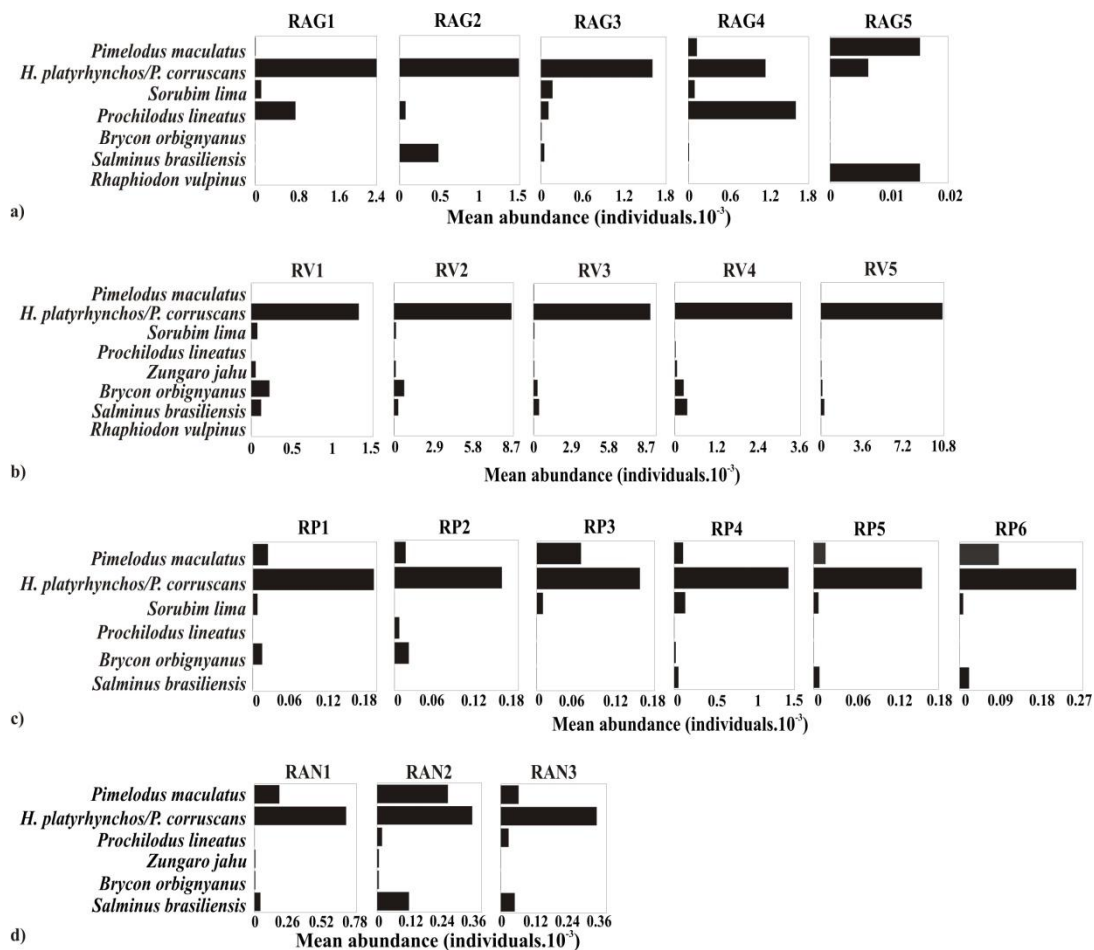 RAG1 RAG2 RAG3 RAG4 RAG5
Pimelodus maculatus
H. platyrhynchos/P. corruscans
Sorubim lima
Prochilodus lineatus
Brycon orbignyanus
Salminus brasiliensis
Rhaphiodon vulpinus
0 0.8 1.6 2.4 0 0.5 1 1.5 0 0.6 1.2 1.8 0 0.6 1.2 1.8 0 0.01 0.02
a) Mean abundance (individuals.10-3)
RV1 RV2 RV3 RV4 RV5
Pimelodus maculatus
H. platyrhynchos/P. corruscans
Sorubim lima
Prochilodus lineatus
Zungaro jahu
Brycon orbignyanus
Salminus brasiliensis
Rhaphiodon vulpinus
0 0.5 1 1.5 0 2.9 5.8 8.7 0 2.9 5.8 8.7 0 1.2 2.4 3.6 0 3.6 7.2 10.8
b) Mean abundance (individuals.10-3)
RP1 RP2 RP3 RP4 RP5 RP6
Pimelodus maculatus
H. platyrhynchos/P. corruscans
Sorubim lima
Prochilodus lineatus
Brycon orbignyanus
Salminus brasiliensis
0 0.06 0.12 0.18 0 0.06 0.12 0.18 0 0.06 0.12 0.18 0 0.5 1 1.5 0 0.06 0.12 0.18 0 0.09 0.18 0.27
c) Mean abundance (individuals.10-3)
RAN1 RAN2 RAN3
Pimelodus maculatus
H. platyrhynchos/P. corruscans
Prochilodus lineatus
Zungaro jahu
Brycon orbignyanus
Salminus brasiliensis
0 0.26 0.52 0.78 0 0.12 0.24 0.36 0 0.12 0.24 0.36
d) Mean abundance (individuals.10-3)